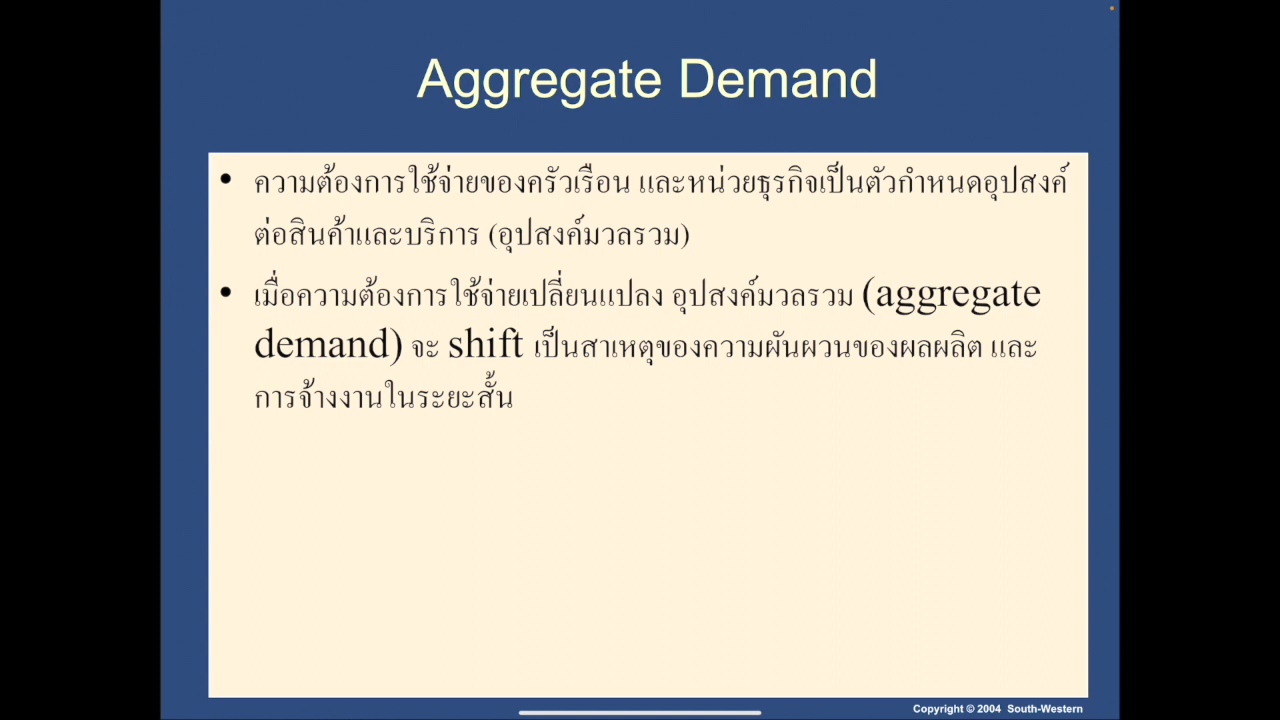 Aggregate Demand
• ความต้องการใช้จ่ายของครัวเรือน และหน่วยธุรกิจเป็นตัวกำหนดอุปสงค์
ต่อสินค้าและบริการ (อุปสงค์มวลรวม)
• เมื่อความต้องการใช้จ่ายเปลี่ยนแปลง อุปสงค์มวลรวม (aggregate
demand) จะ shift เป็นสาเหตุของความผันผวนของผลผลิต และ
การจ้างงานในระยะสั้น
Copyright © 2004 South-Western